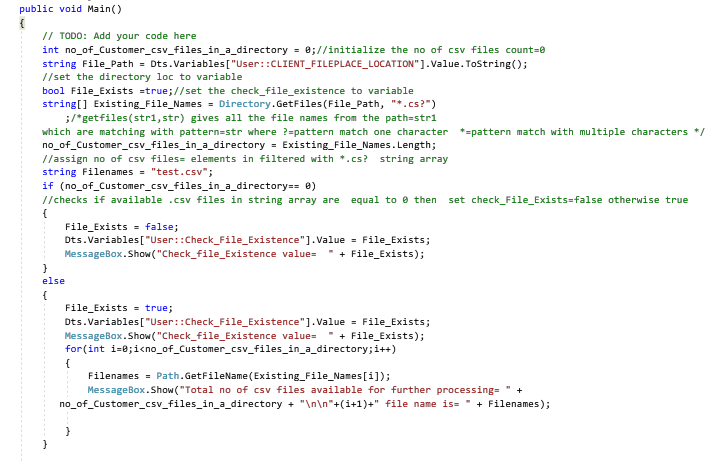 public void Main()
{
// TODO: Add your code here
int no_of_Customer_csv_files_in_a_directory = 0;//initialize the no of csv files count=0
string File_Path = Dts.Variables["User::CLIENT_FILEPLACE_LOCATION"].Value.ToString();
//set the directory loc to variable
bool File_Exists =true;//set the check_file_existence to variable
string[] Existing_File_Names = Directory.GetFiles(File_Path, "*.cs?")
;/*getfiles(str1,str) gives all the file names from the path=str1
which are matching with pattern=str where ?=pattern match one character  *=pattern match with multiple characters */
no_of_Customer_csv_files_in_a_directory = Existing_File_Names.Length;
//assign no of csv files= elements in filtered with *.cs?  string array
string Filenames = "test.csv";
if (no_of_Customer_csv_files_in_a_directory== 0)
//checks if available .csv files in string array are  equal to 0 then  set check_File_Exists=false otherwise true
{
File_Exists = false;
Dts.Variables["User::Check_File_Existence"].Value = File_Exists;
MessageBox.Show("Check_file_Existence value=  " + File_Exists);
}
else
{
File_Exists = true;
Dts.Variables["User::Check_File_Existence"].Value = File_Exists;
MessageBox.Show("Check_file_Existence value=  " + File_Exists);
for(int i=0;i<no_of_Customer_csv_files_in_a_directory;i++)
{
Filenames = Path.GetFileName(Existing_File_Names[i]);
MessageBox.Show("Total no of csv files available for further processing= " +
no_of_Customer_csv_files_in_a_directory + "\n\n"+(i+1)+" file name is= " + Filenames);
}
}